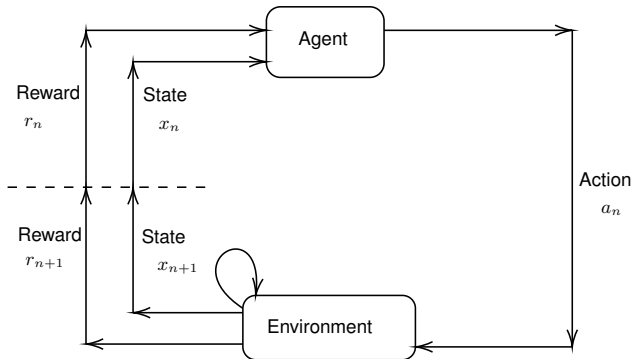 Agent
Reward
r_n
State
x_n
Action
a_n
Reward
r_{n+1}
State
x_{n+1}
Environment